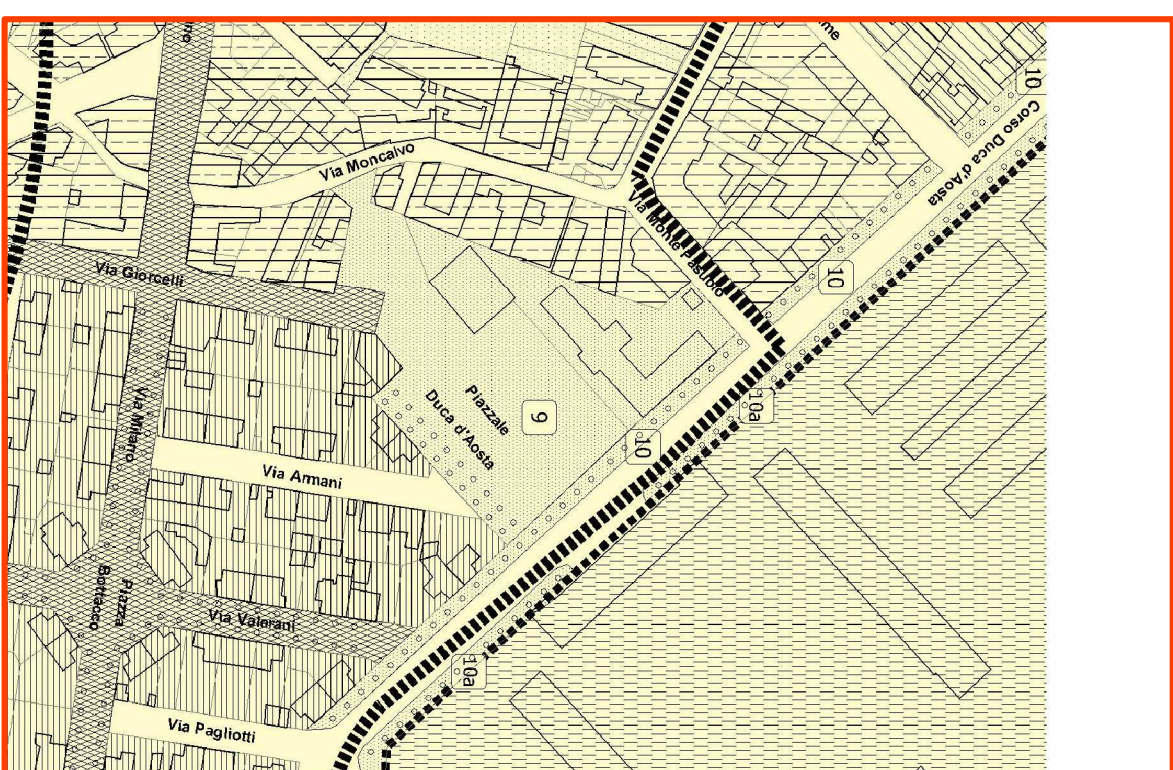 Corso Duca d'Aosta
10
Via Moncalvo
Via Monte Pasubio
Via Giorcelli
10
Via Milano
Piazzale
Duca d'Aosta
9
10a
10
Via Armani
Piazza
Bottacco
Via Valerani
10a
Via Pagliotti
10